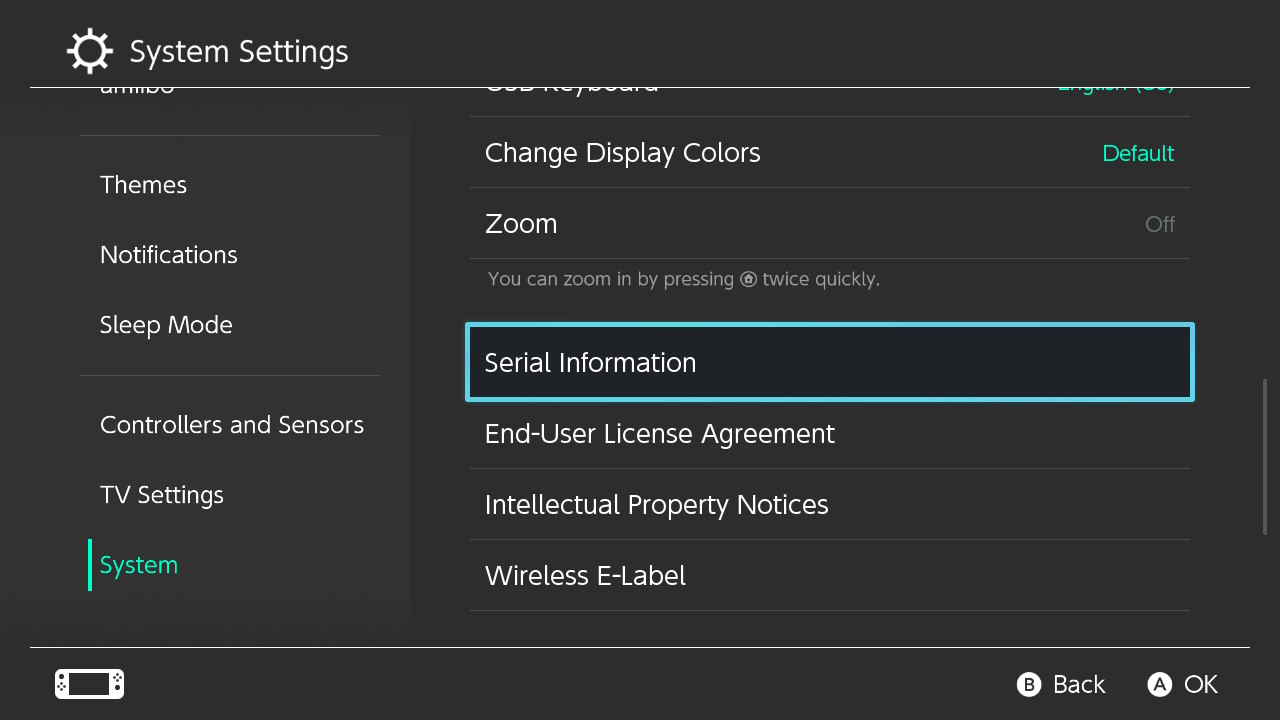 System Settings
amiibo
Themes
Notifications
Sleep Mode
Controllers and Sensors
TV Settings
System
USB Keyboard English (US)
Change Display Colors Default
Zoom Off
You can zoom in by pressing twice quickly.
Serial Information
End-User License Agreement
Intellectual Property Notices
Wireless E-Label
B Back A OK